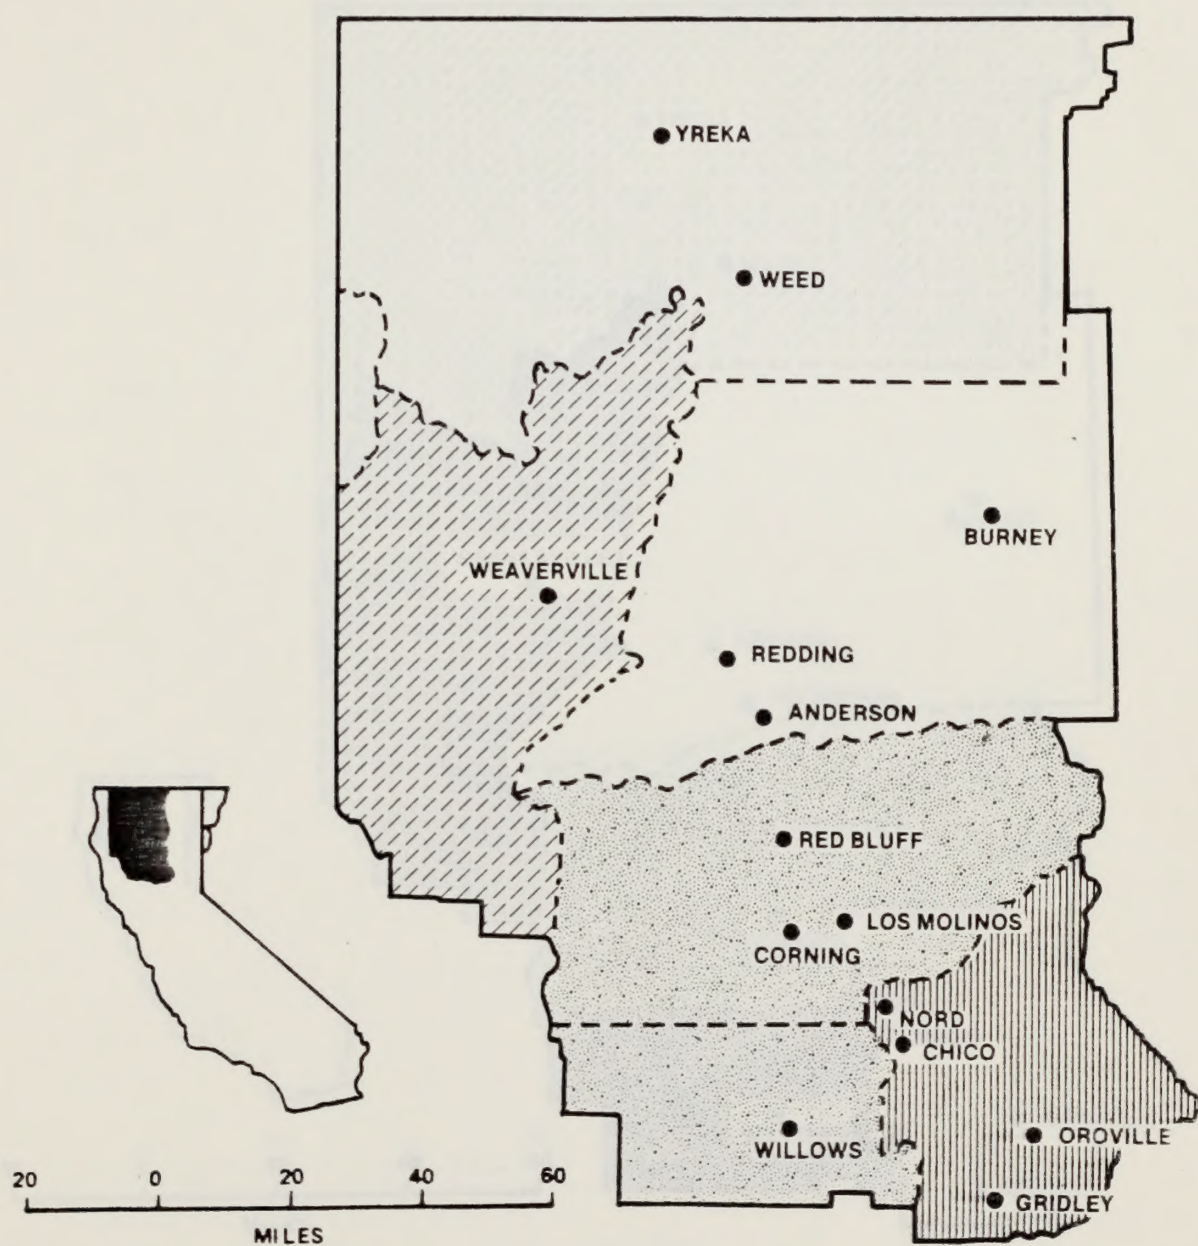 YREKA
WEED
BURNEY
WEAVERVILLE
REDDING
ANDERSON
RED BLUFF
LOS MOLINOS
CORNING
NORD
CHICO
WILLOWS
OROVILLE
GRIDLEY
20 0 20 40 60
MILES